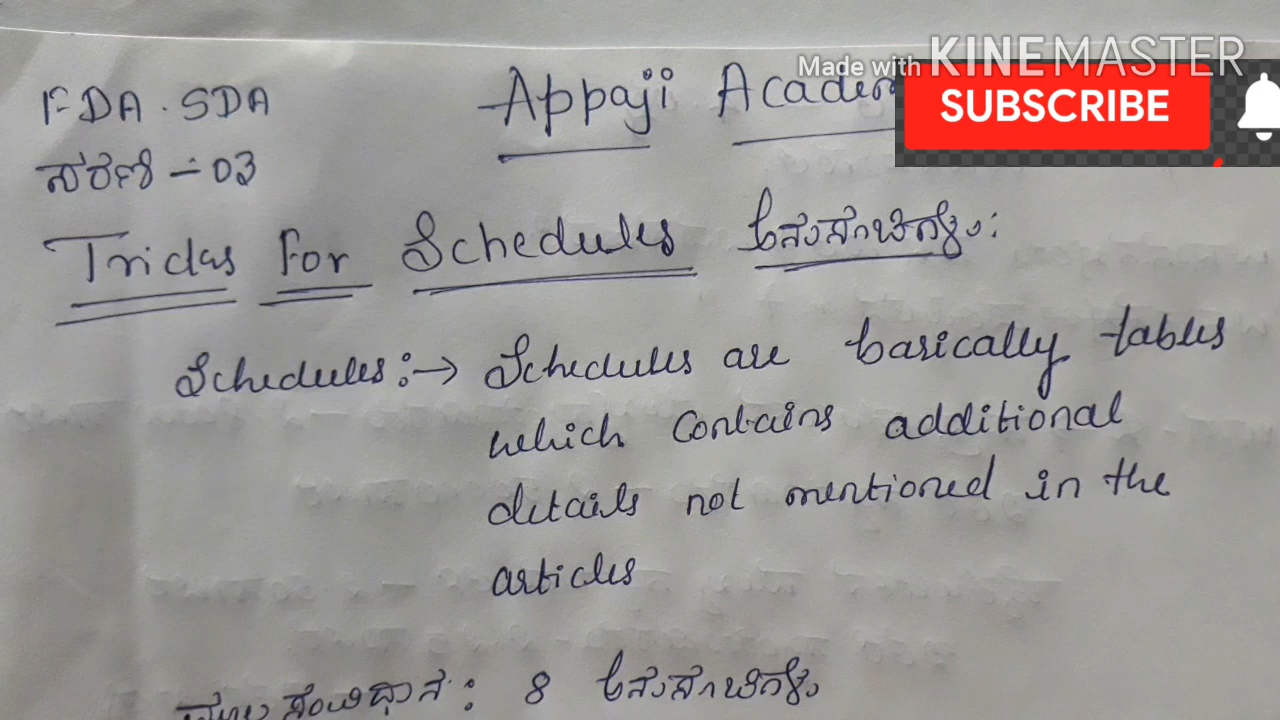 Made with KINEMASTER
FDA. SDA Appaji Academ
SUBSCRIBE
ಸರಣಿ - 03
Tricks For Schedules ಅನುಸೂಚಿಗಳು:
Schedules:→ Schedules are basically tables
which contains additional
details not mentioned in the
articles
ಮೂಲ ಸಂವಿಧಾನ: 8 ಅನುಸೂಚಿಗಳು